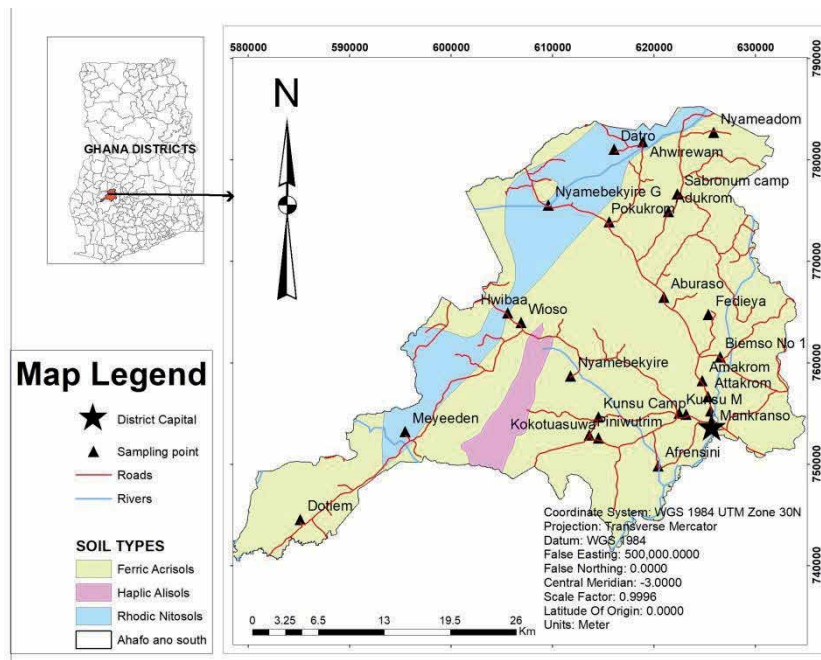 580000 590000 600000 610000 620000 630000
790000
780000
770000
760000
750000
740000
GHANA DISTRICTS
N
Nyameadom
Datro
Ahwirewam
Sabronum camp
Nyamebekyire G
Adukrom
Pokukrom
Aburaso
Fedieya
Hwibaa
Wioso
Biemso No 1
Nyamebekyire
Amakrom
Attakrom
Kunsu Camp
Kunsu M
Mankranso
Kokotuasuwa
Piniwutrim
Meyeeden
Afrensini
Dotiem
Map Legend
District Capital
Sampling point
Roads
Rivers
SOIL TYPES
Ferric Acrisols
Haplic Alisols
Rhodic Nitosols
Ahafo ano south
Coordinate System: WGS 1984 UTM Zone 30N
Projection: Transverse Mercator
Datum: WGS 1984
False Easting: 500,000.0000
False Northing: 0.0000
Central Meridian: -3.0000
Scale Factor: 0.9996
Latitude Of Origin: 0.0000
Units: Meter
0 3.25 6.5 13 19.5 26
Km